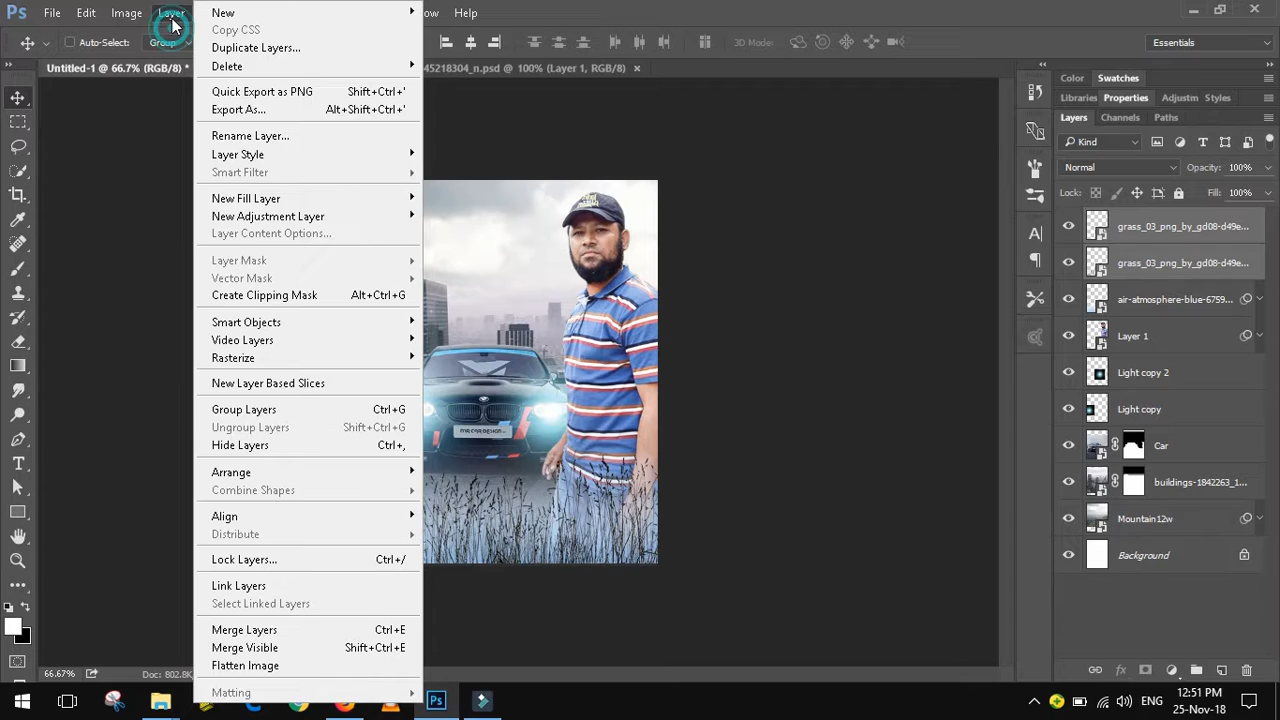 Ps File Edit Image Layer ow Help
Auto-Select: Group 3D Mode: Essentials
Untitled-1 @ 66.7% (RGB/8) * 45218304_n.psd @ 100% (Layer 1, RGB/8) ×
New
Copy CSS
Duplicate Layers...
Delete
Quick Export as PNG Shift+Ctrl+'
Export As... Alt+Shift+Ctrl+'
Rename Layer...
Layer Style
Smart Filter
New Fill Layer
New Adjustment Layer
Layer Content Options...
Layer Mask
Vector Mask
Create Clipping Mask Alt+Ctrl+G
Smart Objects
Video Layers
Rasterize
New Layer Based Slices
Group Layers Ctrl+G
Ungroup Layers Shift+Ctrl+G
Hide Layers Ctrl+,
Arrange
Combine Shapes
Align
Distribute
Lock Layers... Ctrl+/
Link Layers
Select Linked Layers
Merge Layers Ctrl+E
Merge Visible Shift+Ctrl+E
Flatten Image
Matting
Color Swatches
Libraries Properties Adjustm Styles
Layers Channels Paths
Kind
Normal Opacity: 100%
Lock: Fill: 100%
grass_03_png_by_gd08-d49e...
grass_03_png_by_gd08-d49e...
air-atmosphere-blue-6759...
Layer 1
Light copy 2
Light copy
Car
buildings-1842263_1...
Mountain12w
Background
66.67% Doc: 802.8K
ENG 12:51 PM
25-Nov-18